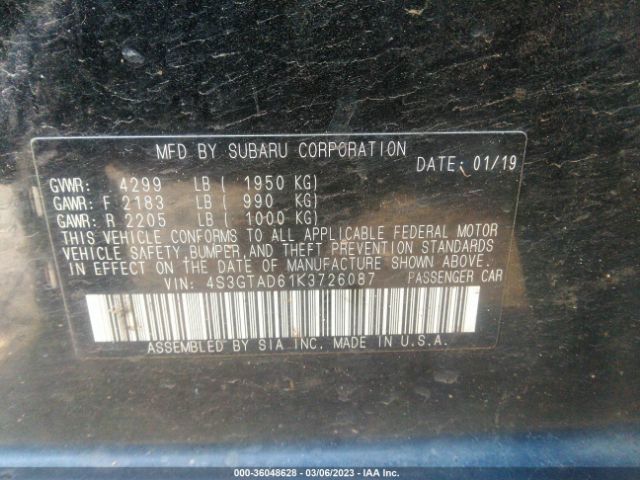 MFD BY SUBARU CORPORATION
DATE: 01/19
GVWR: 4299 LB ( 1950 KG)
GAWR: F 2183 LB ( 990 KG)
GAWR: R 2205 LB ( 1000 KG)
THIS VEHICLE CONFORMS TO ALL APPLICABLE FEDERAL MOTOR
VEHICLE SAFETY, BUMPER, AND THEFT PREVENTION STANDARDS
IN EFFECT ON THE DATE OF MANUFACTURE SHOWN ABOVE.
VIN: 4S3GTAD61K3726087 PASSENGER CAR
ASSEMBLED BY SIA INC. MADE IN U.S.A.
000-36048628 - 03/06/2023 - IAA Inc.